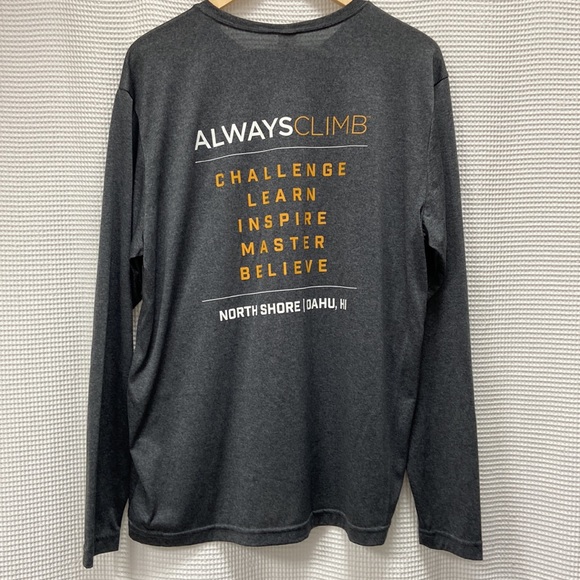 ALWAYSCLIMB
CHALLENGE
LEARN
INSPIRE
MASTER
BELIEVE
NORTH SHORE | OAHU, HI